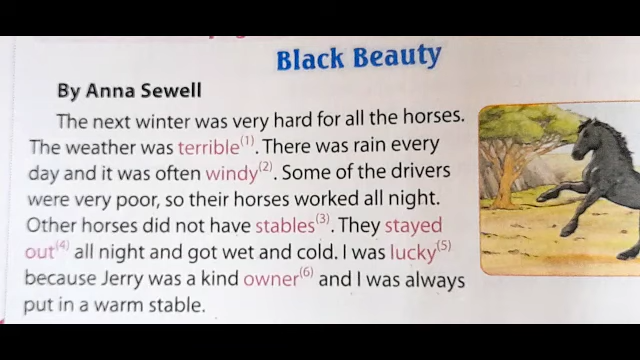 Black Beauty
By Anna Sewell
The next winter was very hard for all the horses.
The weather was terrible(1). There was rain every
day and it was often windy(2). Some of the drivers
were very poor, so their horses worked all night.
Other horses did not have stables(3). They stayed
out(4) all night and got wet and cold. I was lucky(5)
because Jerry was a kind owner(6) and I was always
put in a warm stable.